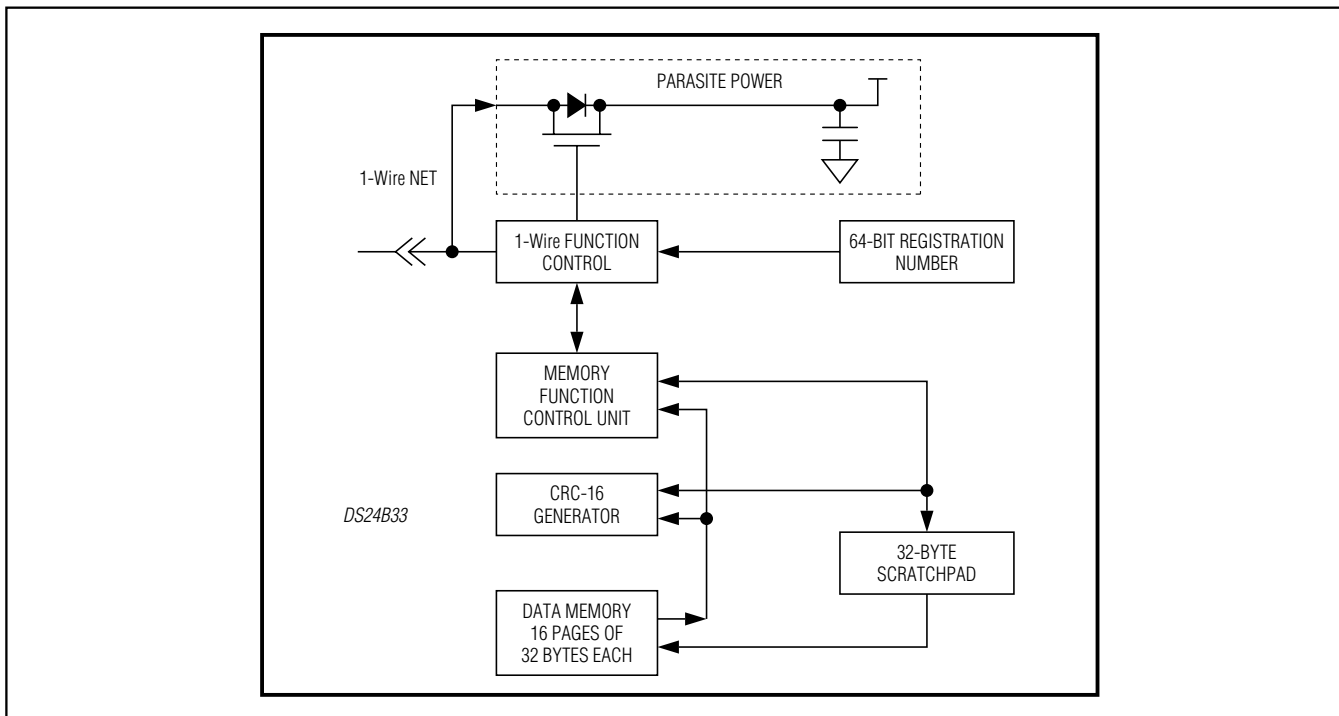 PARASITE POWER
1-Wire NET
1-Wire FUNCTION
CONTROL
64-BIT REGISTRATION
NUMBER
MEMORY
FUNCTION
CONTROL UNIT
CRC-16
GENERATOR
DS24B33
32-BYTE
SCRATCHPAD
DATA MEMORY
16 PAGES OF
32 BYTES EACH